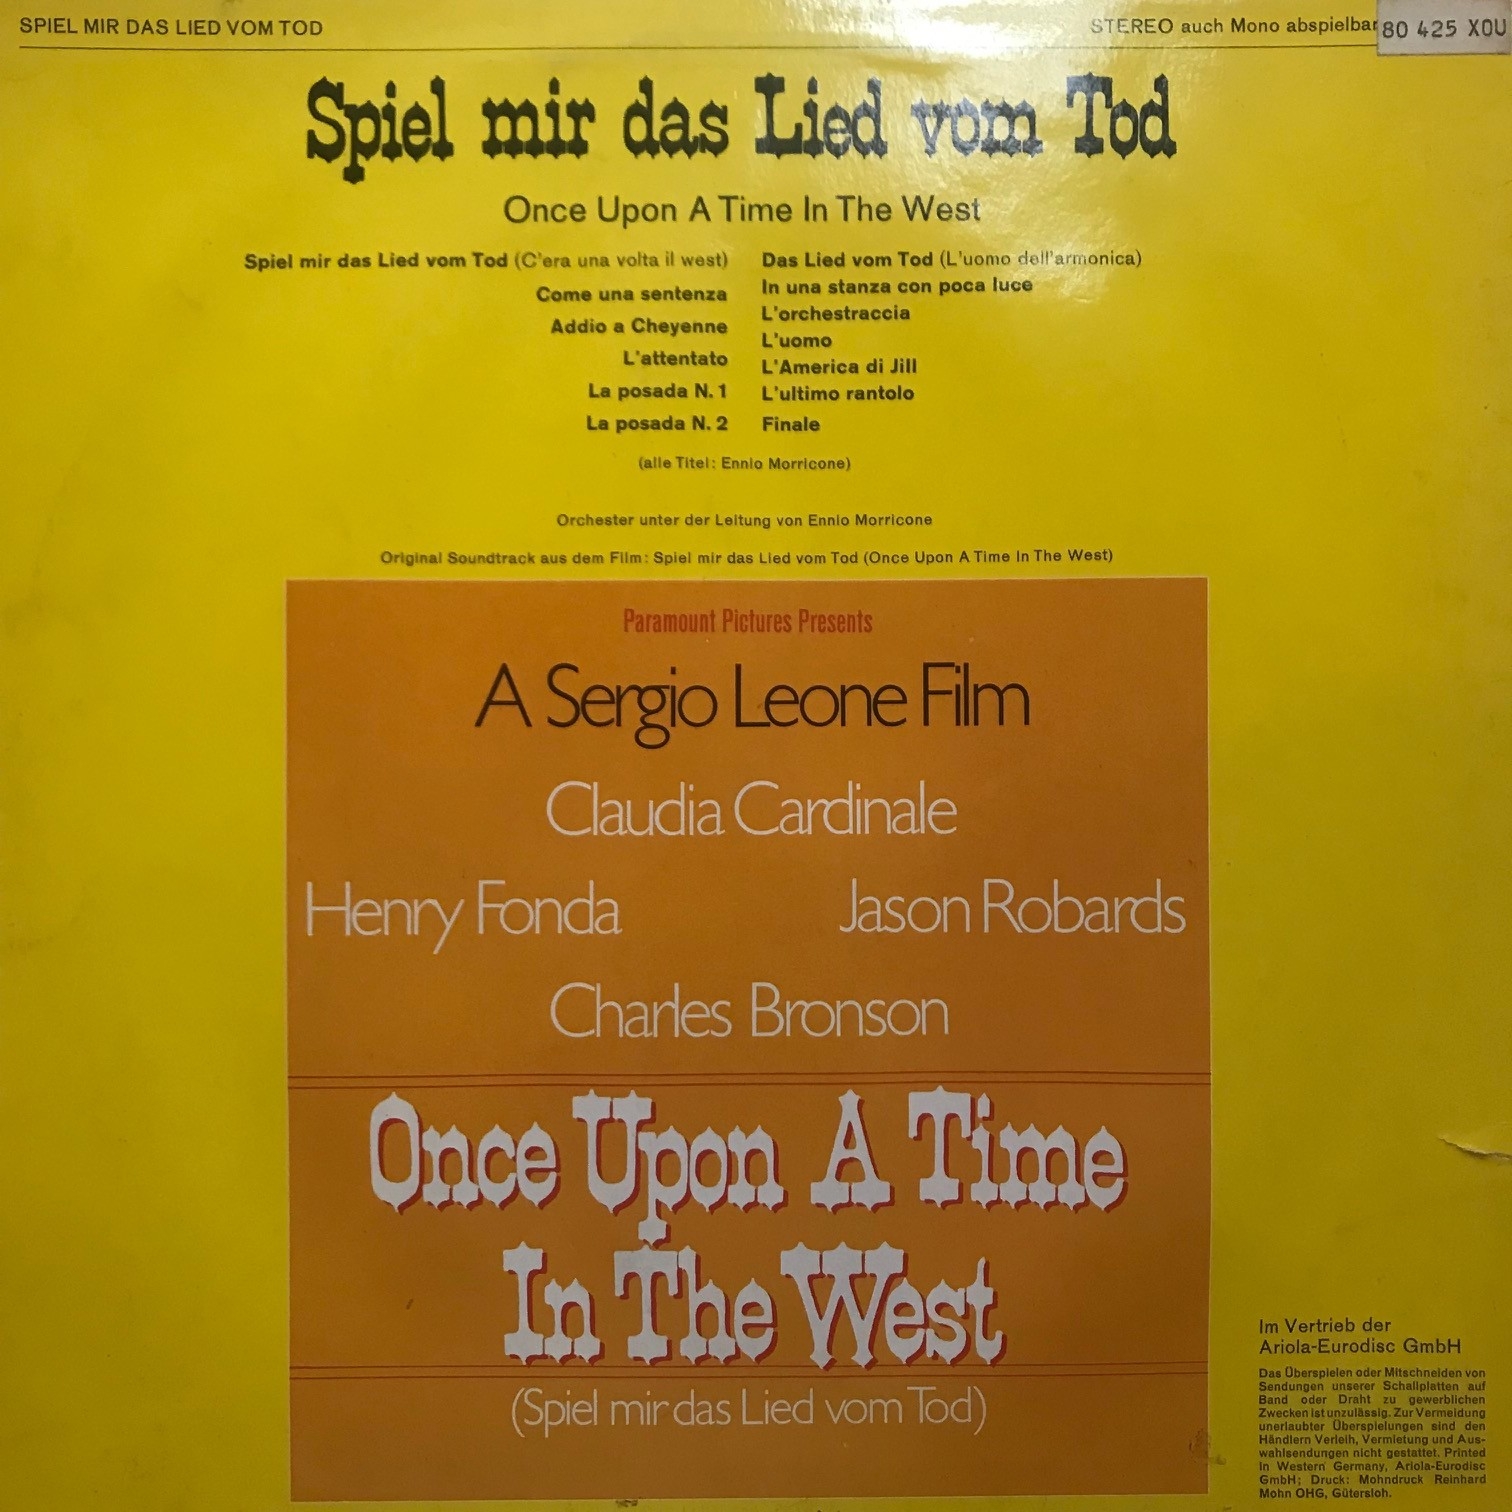 SPIEL MIR DAS LIED VOM TOD
STEREO auch Mono abspielbar
80 425 XOU
Spiel mir das Lied vom Tod
Once Upon A Time In The West
Spiel mir das Lied vom Tod (C'era una volta il west)
Come una sentenza
Addio a Cheyenne
L'attentato
La posada N. 1
La posada N. 2
Das Lied vom Tod (L'uomo dell'armonica)
In una stanza con poca luce
L'orchestraccia
L'uomo
L'America di Jill
L'ultimo rantolo
Finale
(alle Titel: Ennio Morricone)
Orchester unter der Leitung von Ennio Morricone
Original Soundtrack aus dem Film: Spiel mir das Lied vom Tod (Once Upon A Time In The West)
Paramount Pictures Presents
A Sergio Leone Film
Claudia Cardinale
Henry Fonda
Jason Robards
Charles Bronson
Once Upon A Time
In The West
(Spiel mir das Lied vom Tod)
Im Vertrieb der
Ariola-Eurodisc GmbH
Das Überspielen oder Mitschneiden von
Sendungen unserer Schallplatten auf
Band oder Draht zu gewerblichen
Zwecken ist unzulässig. Zur Vermeidung
unerlaubter Überspielungen sind den
Händlern Verleih, Vermietung und Aus-
wahlsendungen nicht gestattet. Printed
in Western Germany, Ariola-Eurodisc
GmbH; Druck: Mohndruck Reinhard
Mohn OHG, Gütersloh.